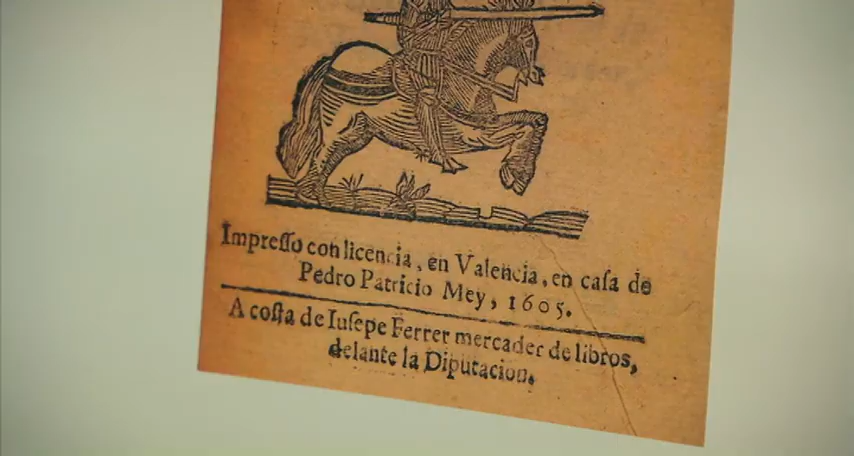 Impreſſo con licencia, en Valencia, en caſa de
Pedro Patricio Mey, 1605.
A coſta de Iuſepe Ferrer mercader de libros,
delante la Diputacion.